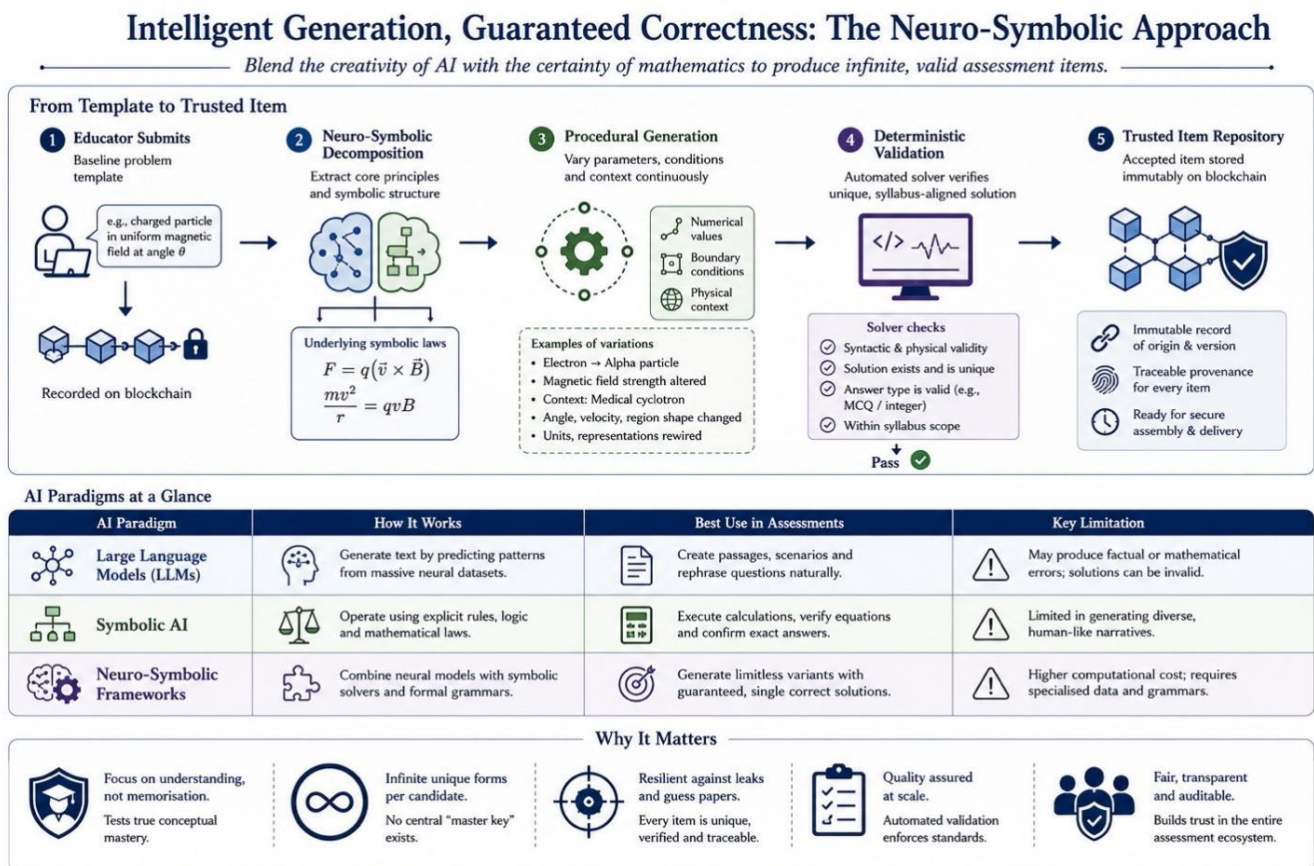 Intelligent Generation, Guaranteed Correctness: The Neuro-Symbolic Approach
Blend the creativity of AI with the certainty of mathematics to produce infinite, valid assessment items.
From Template to Trusted Item
1 Educator Submits
Baseline problem
template
e.g., charged particle
in uniform magnetic
field at angle θ
Recorded on blockchain
2 Neuro-Symbolic
Decomposition
Extract core principles
and symbolic structure
Underlying symbolic laws
F = q(v⃗ × B⃗)
mv²/r = qvB
3 Procedural Generation
Vary parameters, conditions
and context continuously
Numerical
values
Boundary
conditions
Physical
context
Examples of variations
• Electron → Alpha particle
• Magnetic field strength altered
• Context: Medical cyclotron
• Angle, velocity, region shape changed
• Units, representations rewired
4 Deterministic
Validation
Automated solver verifies
unique, syllabus-aligned solution
</>
Solver checks
Syntactic & physical validity
Solution exists and is unique
Answer type is valid (e.g.,
MCQ / integer)
Within syllabus scope
Pass
5 Trusted Item Repository
Accepted item stored
immutably on blockchain
Immutable record
of origin & version
Traceable provenance
for every item
Ready for secure
assembly & delivery
AI Paradigms at a Glance
AI Paradigm
How It Works
Best Use in Assessments
Key Limitation
Large Language
Models (LLMs)
Generate text by predicting patterns
from massive neural datasets.
Create passages, scenarios and
rephrase questions naturally.
May produce factual or mathematical
errors; solutions can be invalid.
Symbolic AI
Operate using explicit rules, logic
and mathematical laws.
Execute calculations, verify equations
and confirm exact answers.
Limited in generating diverse,
human-like narratives.
Neuro-Symbolic
Frameworks
Combine neural models with symbolic
solvers and formal grammars.
Generate limitless variants with
guaranteed, single correct solutions.
Higher computational cost; requires
specialised data and grammars.
Why It Matters
Focus on understanding,
not memorisation.
Tests true conceptual
mastery.
Infinite unique forms
per candidate.
No central “master key”
exists.
Resilient against leaks
and guess papers.
Every item is unique,
verified and traceable.
Quality assured
at scale.
Automated validation
enforces standards.
Fair, transparent
and auditable.
Builds trust in the entire
assessment ecosystem.